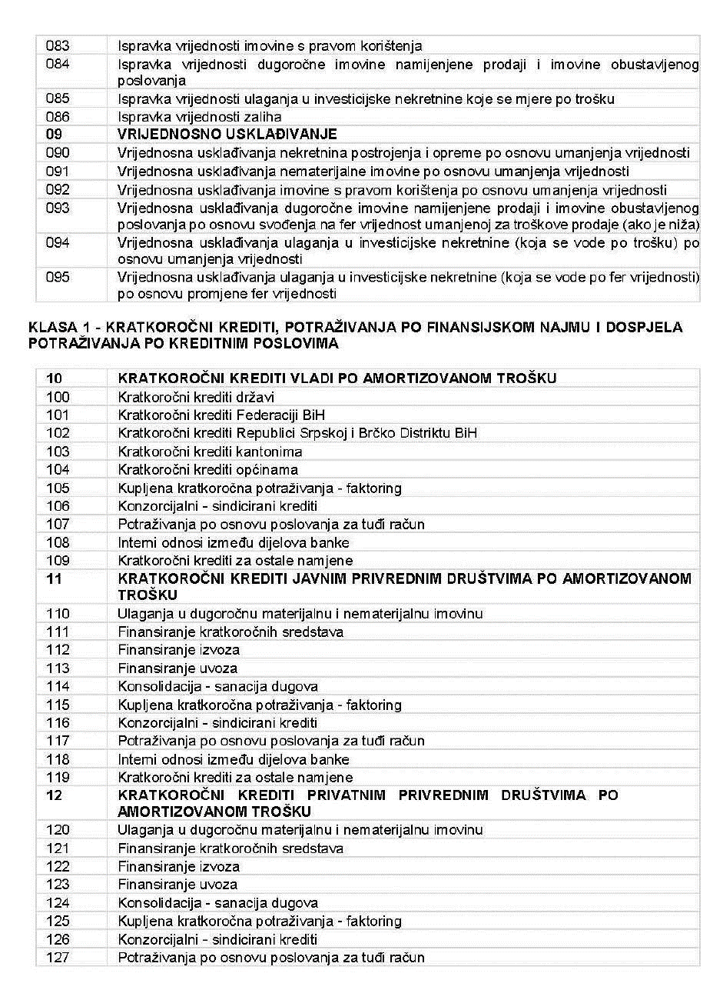 083 Ispravka vrijednosti imovine s pravom korištenja
084 Ispravka vrijednosti dugoročne imovine namijenjene prodaji i imovine obustavljenog
poslovanja
085 Ispravka vrijednosti ulaganja u investicijske nekretnine koje se mjere po trošku
086 Ispravka vrijednosti zaliha
09 VRIJEDNOSNO USKLAĐIVANJE
090 Vrijednosna usklađivanja nekretnina postrojenja i opreme po osnovu umanjenja vrijednosti
091 Vrijednosna usklađivanja nematerijalne imovine po osnovu umanjenja vrijednosti
092 Vrijednosna usklađivanja imovine s pravom korištenja po osnovu umanjenja vrijednosti
093 Vrijednosna usklađivanja dugoročne imovine namijenjene prodaji i imovine obustavljenog
poslovanja po osnovu svođenja na fer vrijednost umanjenoj za troškove prodaje (ako je niža)
094 Vrijednosna usklađivanja ulaganja u investicijske nekretnine (koja se vode po trošku) po
osnovu umanjenja vrijednosti
095 Vrijednosna usklađivanja ulaganja u investicijske nekretnine (koja se vode po fer vrijednosti)
po osnovu promjene fer vrijednosti
KLASA 1 - KRATKOROČNI KREDITI, POTRAŽIVANJA PO FINANSIJSKOM NAJMU I DOSPJELA
POTRAŽIVANJA PO KREDITNIM POSLOVIMA
10 KRATKOROČNI KREDITI VLADI PO AMORTIZOVANOM TROŠKU
100 Kratkoročni krediti državi
101 Kratkoročni krediti Federaciji BiH
102 Kratkoročni krediti Republici Srpskoj i Brčko Distriktu BiH
103 Kratkoročni krediti kantonima
104 Kratkoročni krediti općinama
105 Kupljena kratkoročna potraživanja - faktoring
106 Konzorcijalni - sindicirani krediti
107 Potraživanja po osnovu poslovanja za tuđi račun
108 Interni odnosi između dijelova banke
109 Kratkoročni krediti za ostale namjene
11 KRATKOROČNI KREDITI JAVNIM PRIVREDNIM DRUŠTVIMA PO AMORTIZOVANOM
TROŠKU
110 Ulaganja u dugoročnu materijalnu i nematerijalnu imovinu
111 Finansiranje kratkoročnih sredstava
112 Finansiranje izvoza
113 Finansiranje uvoza
114 Konsolidacija - sanacija dugova
115 Kupljena kratkoročna potraživanja - faktoring
116 Konzorcijalni - sindicirani krediti
117 Potraživanja po osnovu poslovanja za tuđi račun
118 Interni odnosi između dijelova banke
119 Kratkoročni krediti za ostale namjene
12 KRATKOROČNI KREDITI PRIVATNIM PRIVREDNIM DRUŠTVIMA PO
AMORTIZOVANOM TROŠKU
120 Ulaganja u dugoročnu materijalnu i nematerijalnu imovinu
121 Finansiranje kratkoročnih sredstava
122 Finansiranje izvoza
123 Finansiranje uvoza
124 Konsolidacija - sanacija dugova
125 Kupljena kratkoročna potraživanja - faktoring
126 Konzorcijalni - sindicirani krediti
127 Potraživanja po osnovu poslovanja za tuđi račun